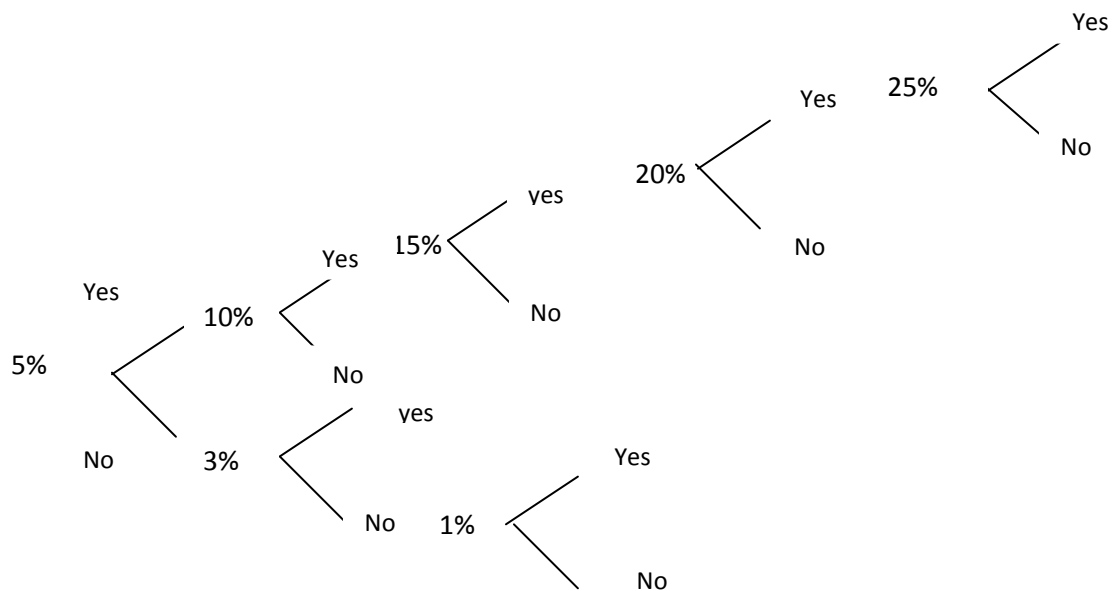 Yes
25%
Yes
No
20%
yes
No
15%
Yes
No
Yes
10%
5%
No
yes
No
3%
Yes
No
1%
No